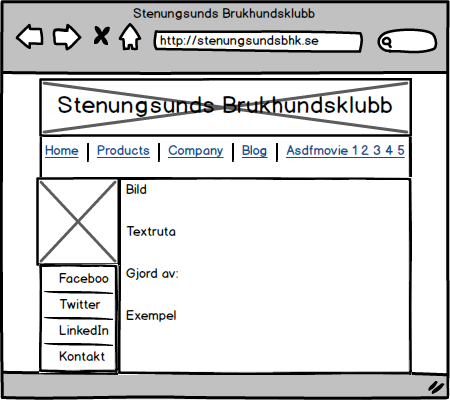 Stenungsunds Brukhundsklubb
http://stenungsundsbhk.se
Stenungsunds Brukhundsklubb
Home Products Company Blog Asdfmovie 1 2 3 4 5
Bild
Textruta
Gjord av:
Exempel
Faceboo
Twitter
LinkedIn
Kontakt